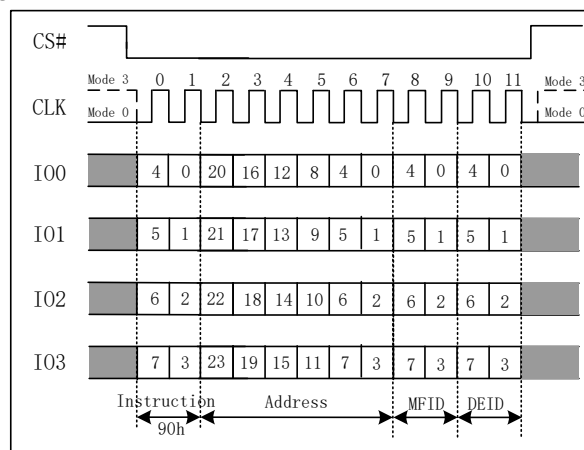 CS#
Mode 3 0 1 2 3 4 5 6 7 8 9 10 11 Mode 3
CLK
Mode 0 Mode 0
IO0 4 0 20 16 12 8 4 0 4 0 4 0
IO1 5 1 21 17 13 9 5 1 5 1 5 1
IO2 6 2 22 18 14 10 6 2 6 2 6 2
IO3 7 3 23 19 15 11 7 3 7 3 7 3
Instruction Address MFID DEID
90h